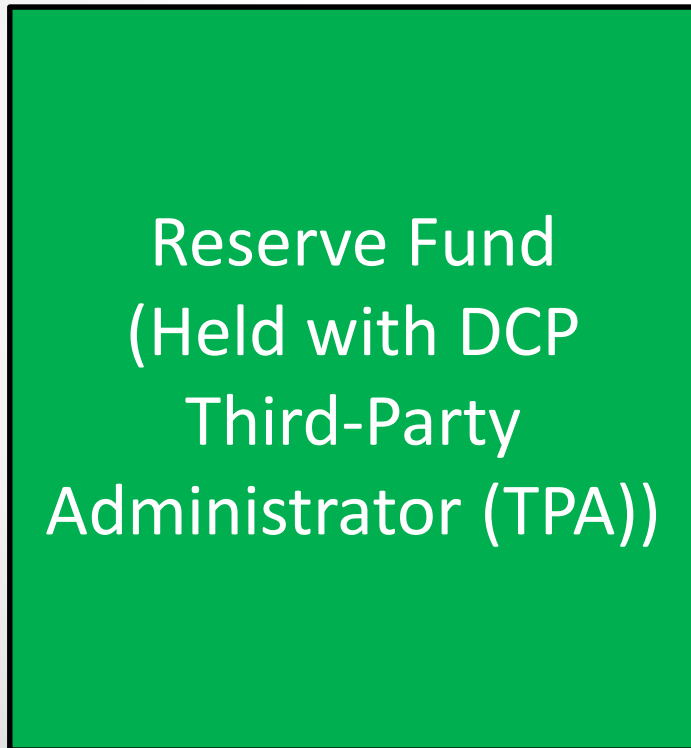 Reserve Fund
(Held with DCP
Third-Party
Administrator (TPA))